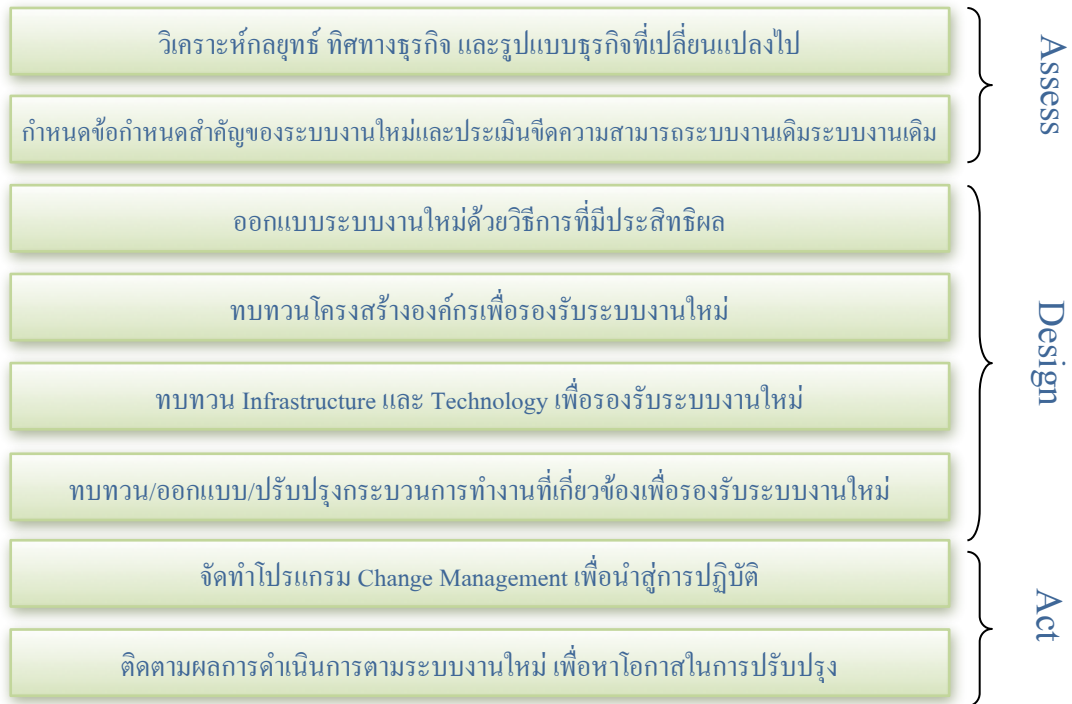 วิเคราะห์กลยุทธ์ ทิศทางธุรกิจ และรูปแบบธุรกิจที่เปลี่ยนแปลงไป
กำหนดข้อกำหนดสำคัญของระบบงานใหม่และประเมินขีดความสามารถระบบงานเดิมระบบงานเดิม
Assess
ออกแบบระบบงานใหม่ด้วยวิธีการที่มีประสิทธิผล
ทบทวนโครงสร้างองค์กรเพื่อรองรับระบบงานใหม่
ทบทวน Infrastructure และ Technology เพื่อรองรับระบบงานใหม่
ทบทวน/ออกแบบ/ปรับปรุงกระบวนการทำงานที่เกี่ยวข้องเพื่อรองรับระบบงานใหม่
Design
จัดทำโปรแกรม Change Management เพื่อนำสู่การปฏิบัติ
ติดตามผลการดำเนินการตามระบบงานใหม่ เพื่อหาโอกาสในการปรับปรุง
Act